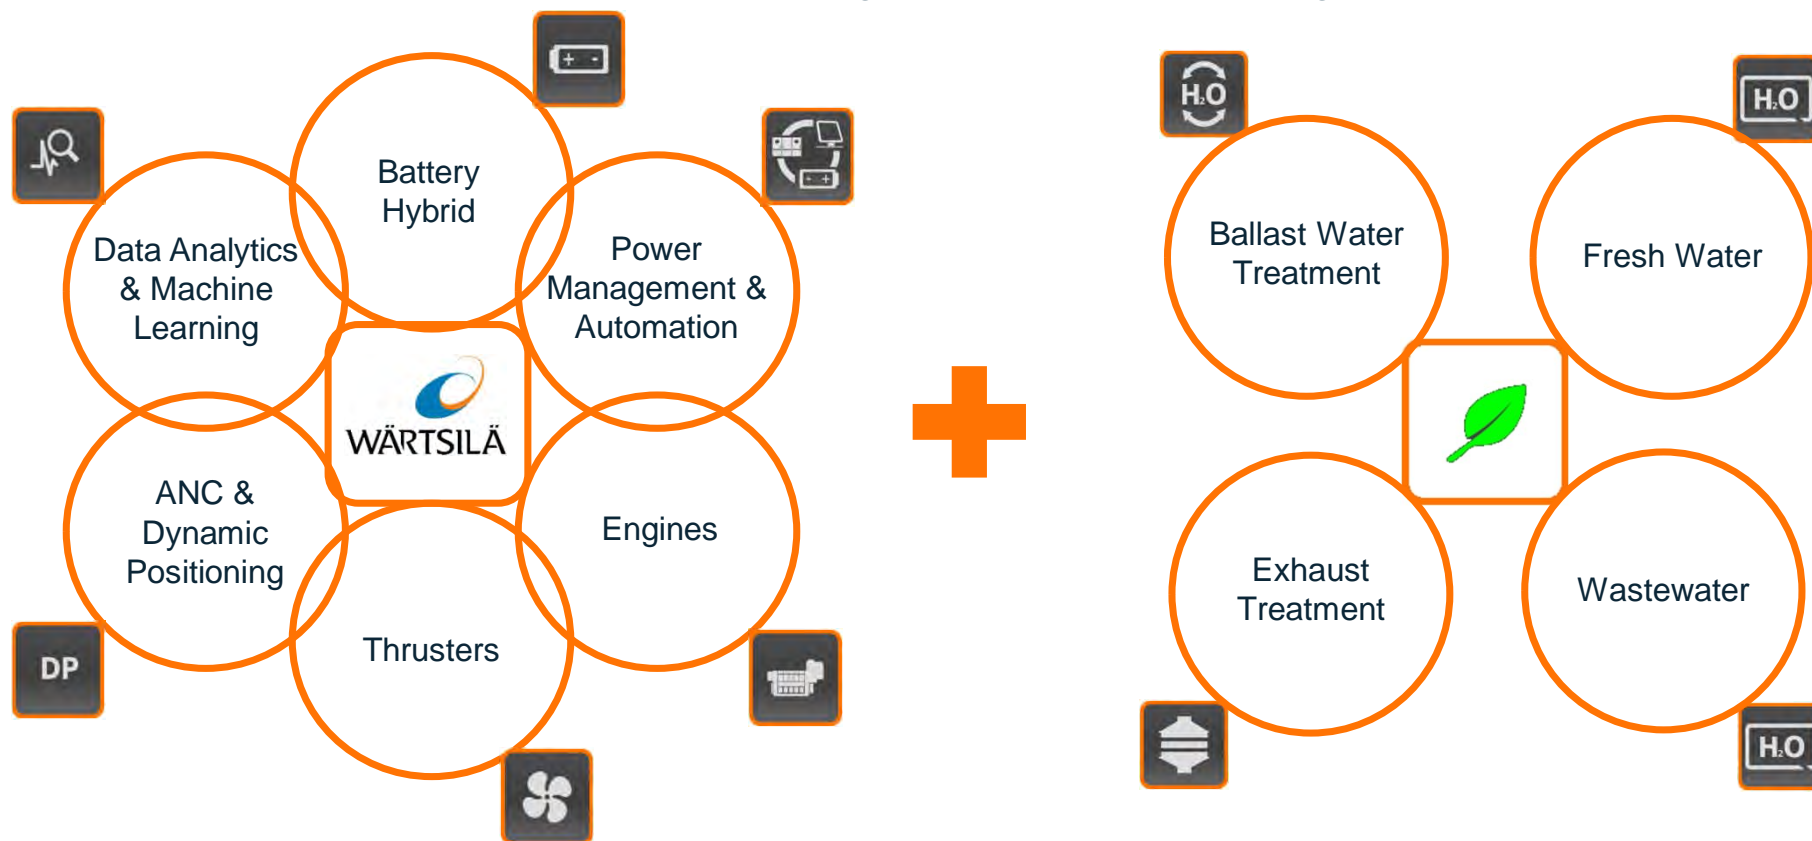 Battery
Hybrid
Data Analytics
& Machine
Learning
Power
Management &
Automation
WÄRTSILÄ
ANC &
Dynamic
Positioning
Engines
Thrusters
DP
H₂O
H₂O
Ballast Water
Treatment
Fresh Water
Exhaust
Treatment
Wastewater
H₂O